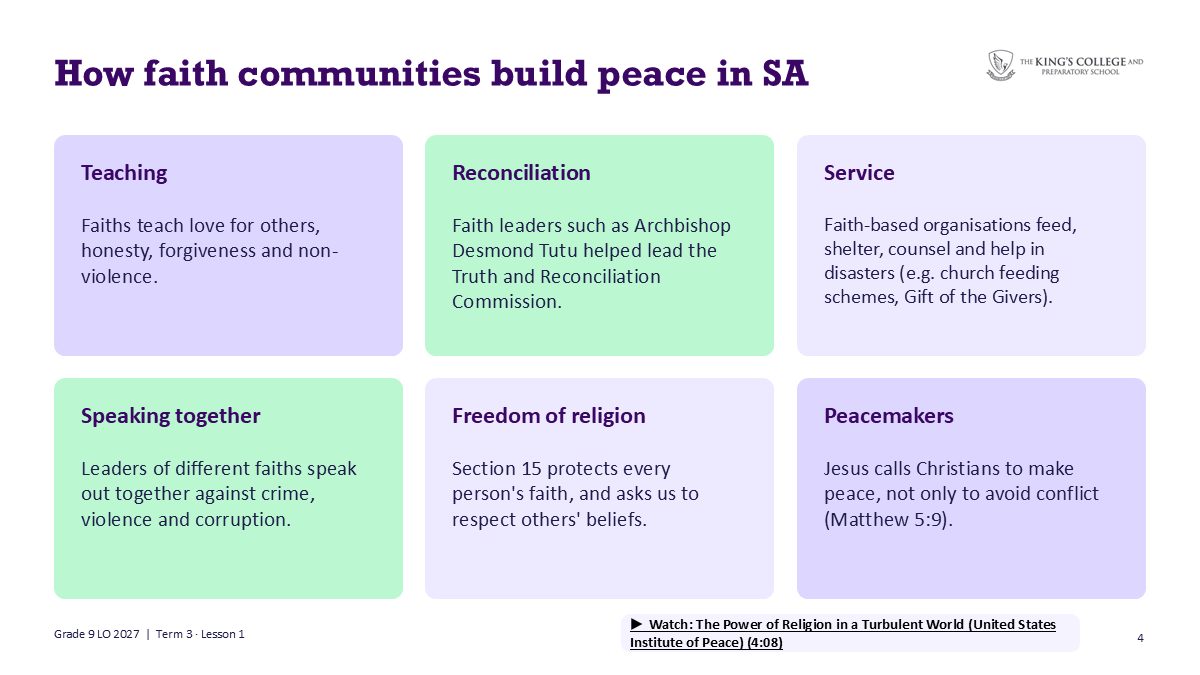 How faith communities build peace in SA
THE KING'S COLLEGE AND
PREPARATORY SCHOOL
Teaching
Faiths teach love for others,
honesty, forgiveness and non-
violence.
Reconciliation
Faith leaders such as Archbishop
Desmond Tutu helped lead the
Truth and Reconciliation
Commission.
Service
Faith-based organisations feed,
shelter, counsel and help in
disasters (e.g. church feeding
schemes, Gift of the Givers).
Speaking together
Leaders of different faiths speak
out together against crime,
violence and corruption.
Freedom of religion
Section 15 protects every
person's faith, and asks us to
respect others' beliefs.
Peacemakers
Jesus calls Christians to make
peace, not only to avoid conflict
(Matthew 5:9).
Grade 9 LO 2027 | Term 3 · Lesson 1
▶ Watch: The Power of Religion in a Turbulent World (United States
Institute of Peace) (4:08)
4